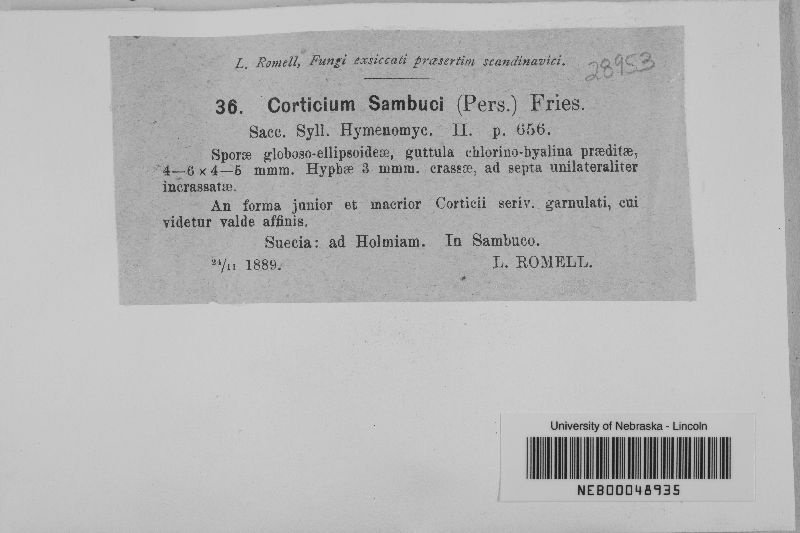 L. Romell, Fungi exsiccati præsertim scandinavici.
28953
36. Corticium Sambuci (Pers.) Fries.
Sacc. Syll. Hymenomyc. II. p. 656.
Sporæ globoso-ellipsoideæ, guttula chlorino-hyalina præditæ,
4—6 × 4—5 mmm. Hyphæ 3 mmm. crassæ, ad septa unilateraliter
incrassatæ.
An forma junior et macrior Corticii seriv. garnulati, cui
videtur valde affinis.
Suecia: ad Holmiam. In Sambuco.
24/11 1889. L. ROMELL.
University of Nebraska - Lincoln
NEB00048935